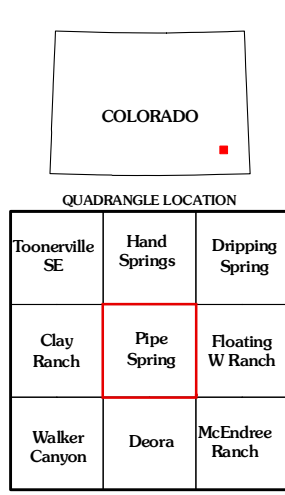 COLORADO
QUADRANGLE LOCATION
Toonerville
SE
Hand
Springs
Dripping
Spring
Clay
Ranch
Pipe
Spring
Floating
W Ranch
Walker
Canyon
Deora
McEndree
Ranch